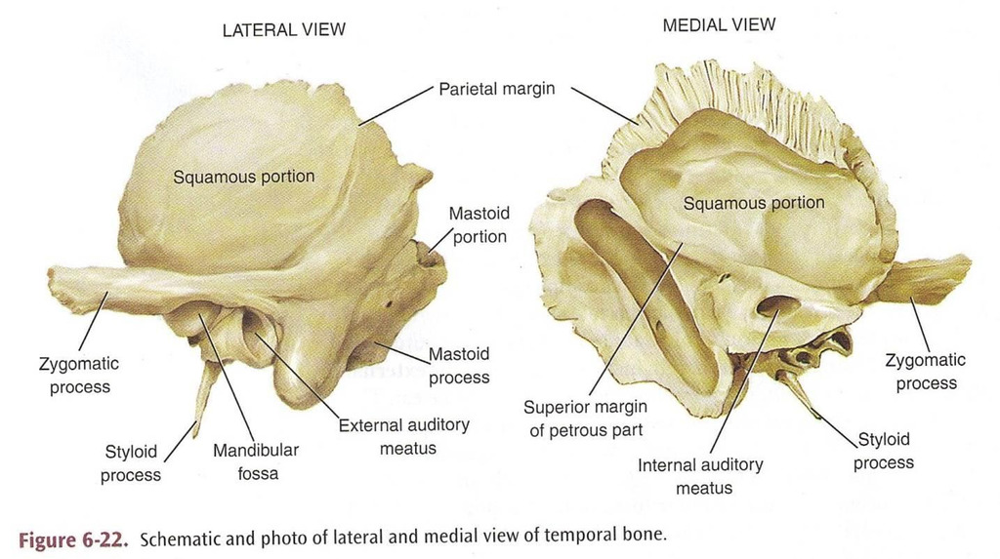 LATERAL VIEW
MEDIAL VIEW
Parietal margin
Squamous portion
Squamous portion
Mastoid
portion
Zygomatic
process
Mastoid
process
Zygomatic
process
Superior margin
of petrous part
External auditory
meatus
Styloid
process
Mandibular
fossa
Internal auditory
meatus
Styloid
process
Figure 6-22. Schematic and photo of lateral and medial view of temporal bone.